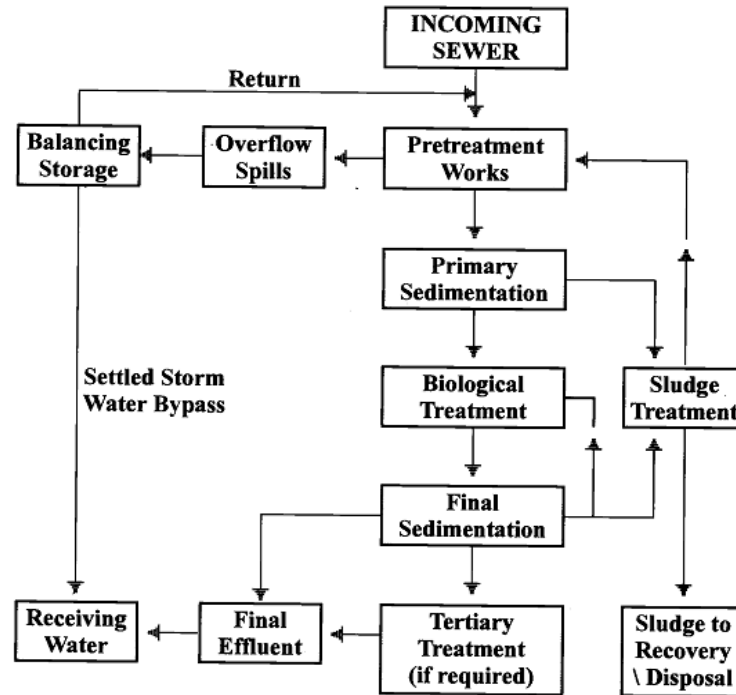 INCOMING
SEWER
Return
Balancing
Storage
Overflow
Spills
Pretreatment
Works
Primary
Sedimentation
Settled Storm
Water Bypass
Biological
Treatment
Sludge
Treatment
Final
Sedimentation
Receiving
Water
Final
Effluent
Tertiary
Treatment
(if required)
Sludge to
Recovery
\ Disposal